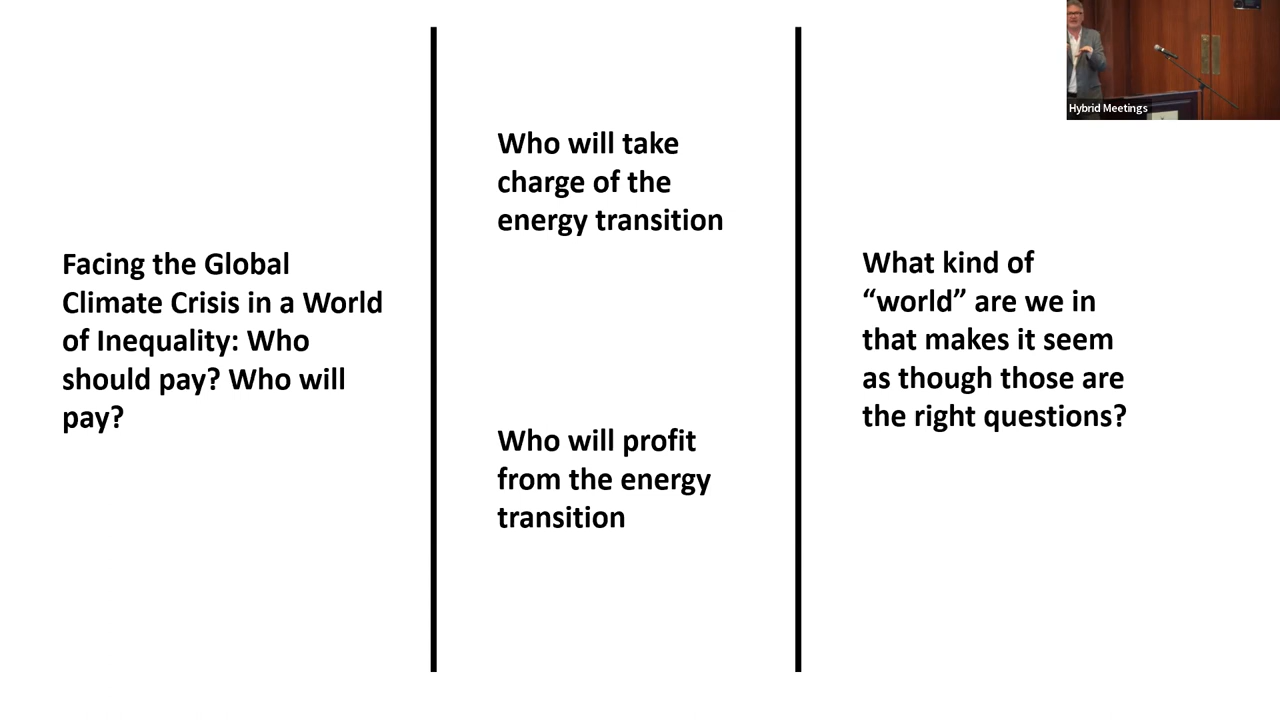 Facing the Global
Climate Crisis in a World
of Inequality: Who
should pay? Who will
pay?
Who will take
charge of the
energy transition
Who will profit
from the energy
transition
What kind of
“world” are we in
that makes it seem
as though those are
the right questions?
Hybrid Meetings